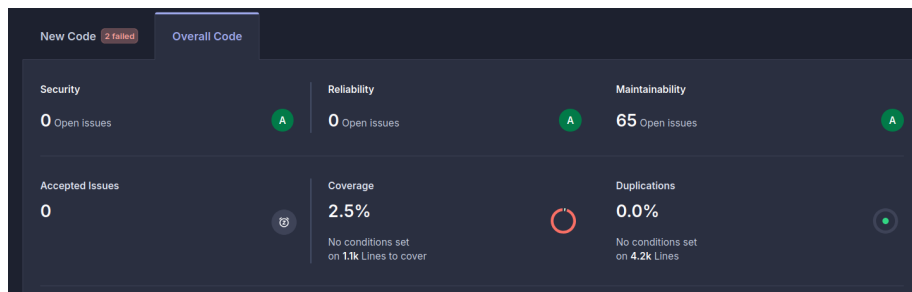 New Code 2 failed Overall Code
Security Reliability Maintainability
0 Open issues A 0 Open issues A 65 Open issues A
Accepted Issues Coverage Duplications
0 2.5% 0.0%
No conditions set No conditions set
on 1.1k Lines to cover on 4.2k Lines